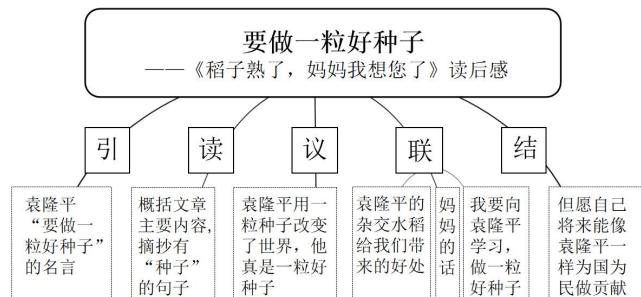 要做一粒好种子
——《稻子熟了，妈妈我想您了》读后感
引
读
议
联
结
袁隆平
“要做一
粒好种子”
的名言
概括文章
主要内容,
摘抄有
“种子”
的句子
袁隆平用一
粒种子改变
了世界，他
真是一粒好
种子
袁隆平的
杂交水稻
给我们带
来的好处
妈
妈
的
话
我要向
袁隆平
学习，
做一粒
好种子
但愿自己
将来能像
袁隆平一
样为国为
民做贡献